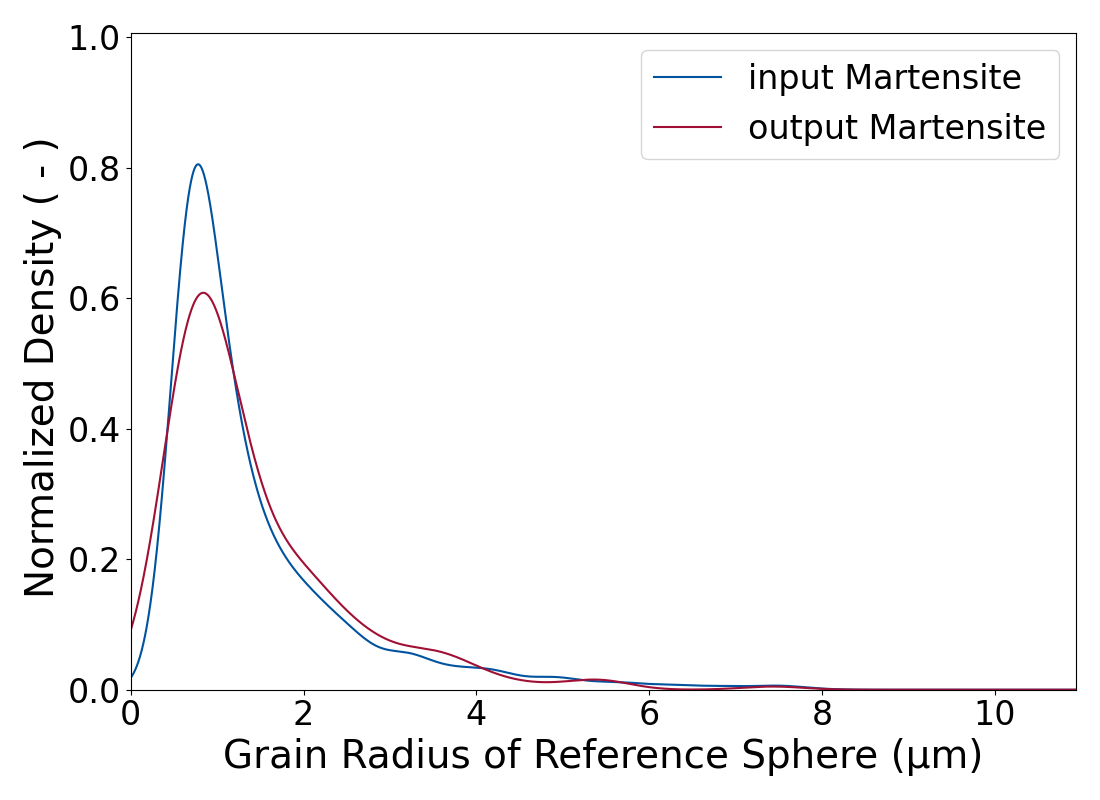 1.0
0.8
0.6
0.4
0.2
0.0
Normalized Density ( - )
input Martensite
output Martensite
0 2 4 6 8 10
Grain Radius of Reference Sphere (μm)